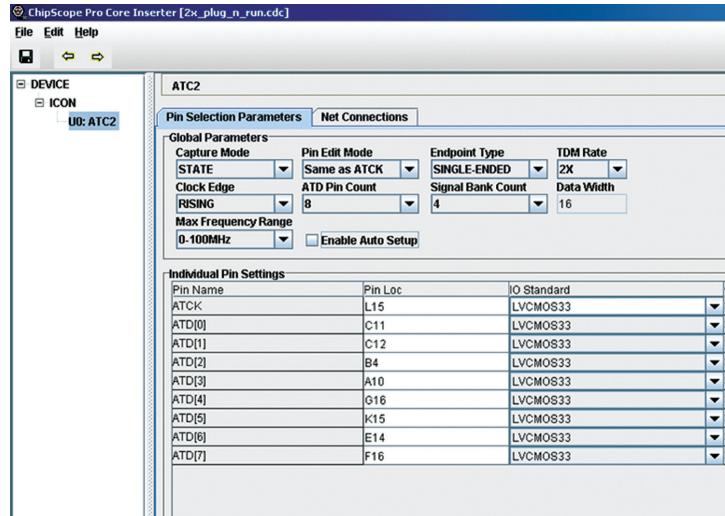 ChipScope Pro Core Inserter [2x_plug_n_run.cdc]
File Edit Help
DEVICE
ICON
U0: ATC2
ATC2
Pin Selection Parameters Net Connections
Global Parameters
Capture Mode Pin Edit Mode Endpoint Type TDM Rate
STATE Same as ATCK SINGLE-ENDED 2X
Clock Edge ATD Pin Count Signal Bank Count Data Width
RISING 8 4 16
Max Frequency Range
0-100MHz Enable Auto Setup
Individual Pin Settings
Pin Name Pin Loc IO Standard
ATCK L15 LVCMOS33
ATD[0] C11 LVCMOS33
ATD[1] C12 LVCMOS33
ATD[2] B4 LVCMOS33
ATD[3] A10 LVCMOS33
ATD[4] G16 LVCMOS33
ATD[5] K15 LVCMOS33
ATD[6] E14 LVCMOS33
ATD[7] F16 LVCMOS33